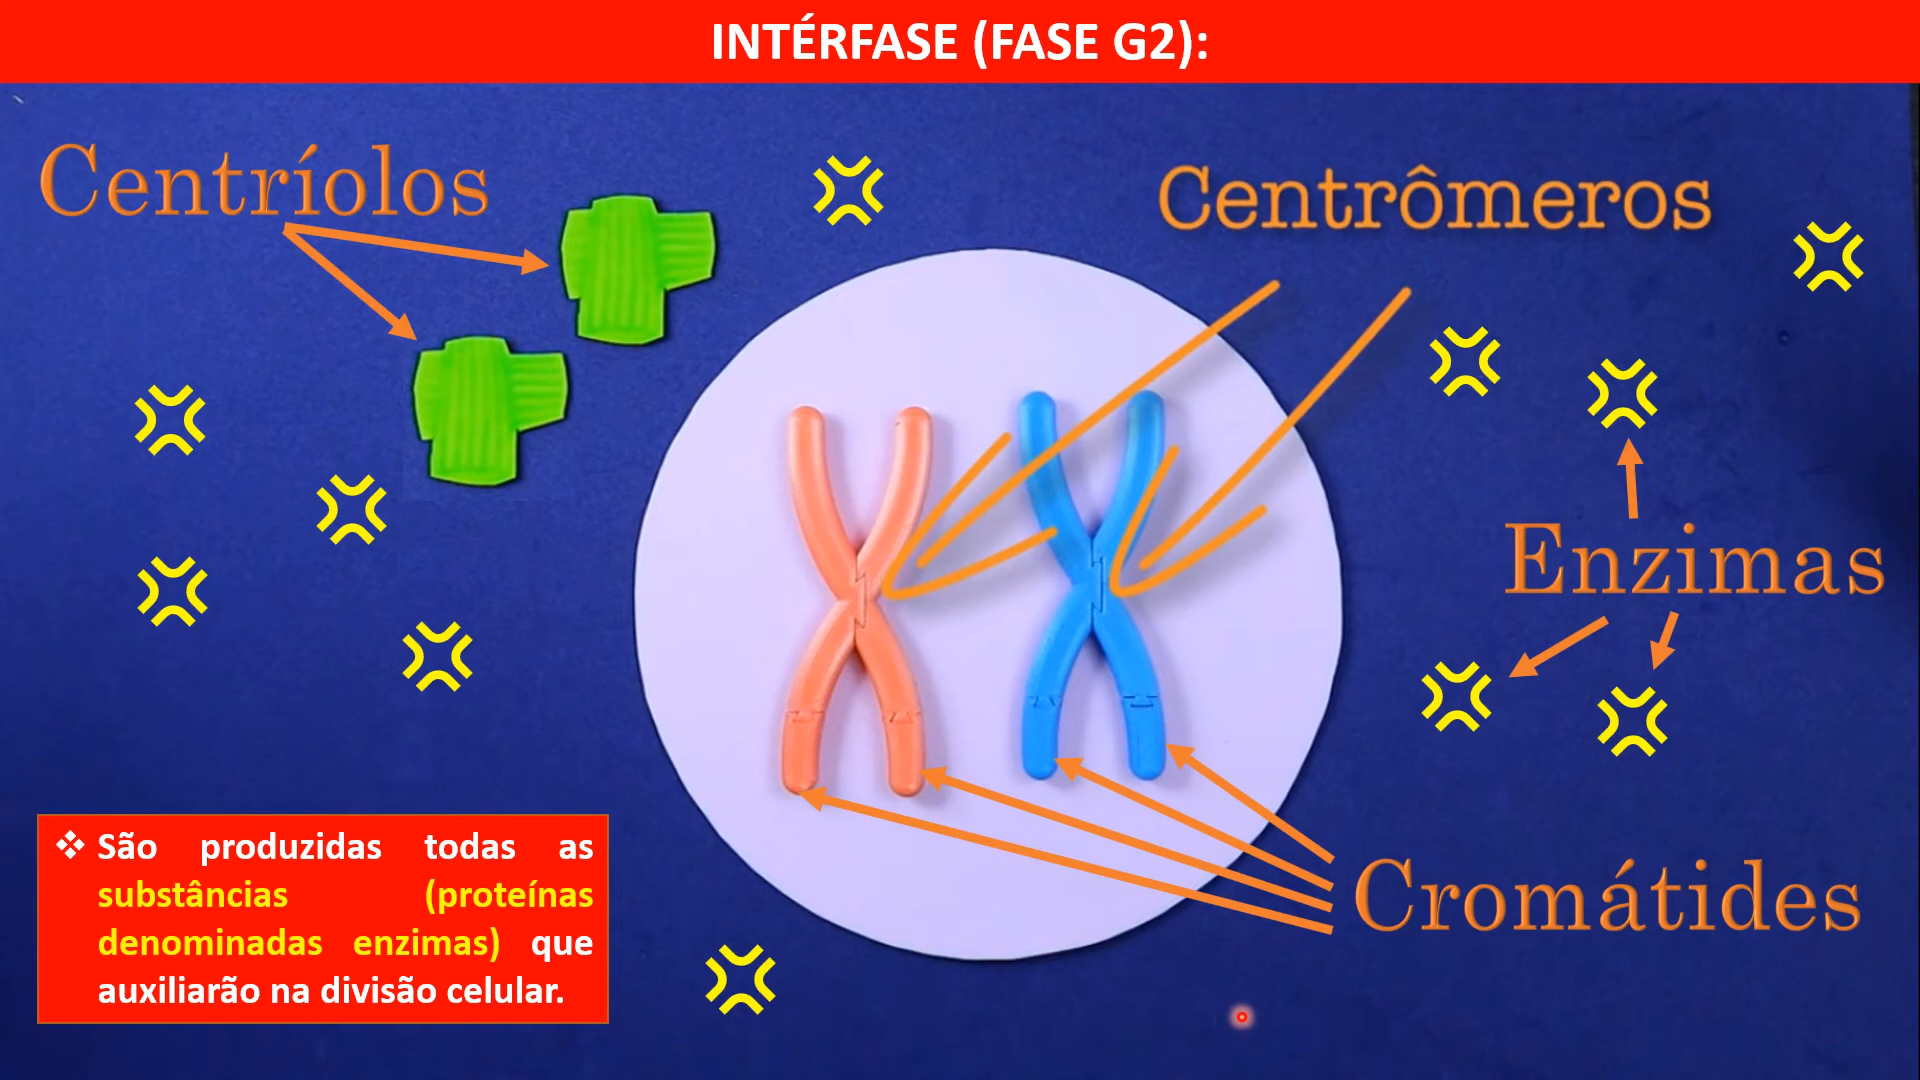 INTÉRFASE (FASE G2):
Centríolos
Centrômeros
Enzimas
Cromátides
❖ São produzidas todas as
substâncias (proteínas
denominadas enzimas) que
auxiliarão na divisão celular.